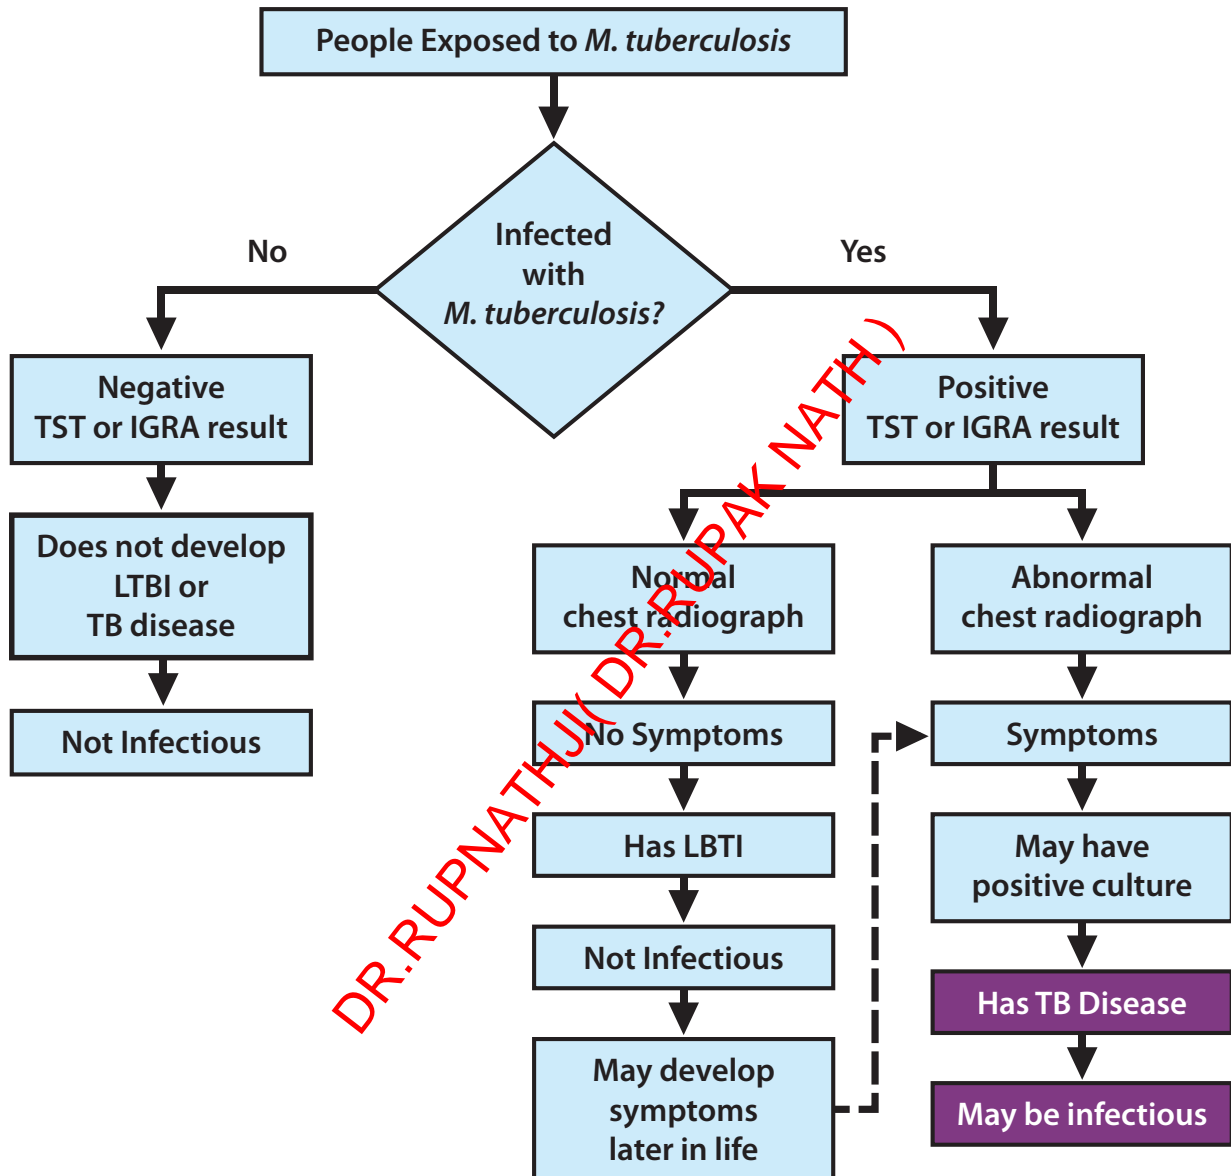 People Exposed to M. tuberculosis
Infected
with
M. tuberculosis?
No
Yes
Negative
TST or IGRA result
Does not develop
LTBI or
TB disease
Not Infectious
Positive
TST or IGRA result
Normal
chest radiograph
No Symptoms
Has LBTI
Not Infectious
May develop
symptoms
later in life
Abnormal
chest radiograph
Symptoms
May have
positive culture
Has TB Disease
May be infectious
DR.RUPNATHJI( DR.RUPAK NATH )